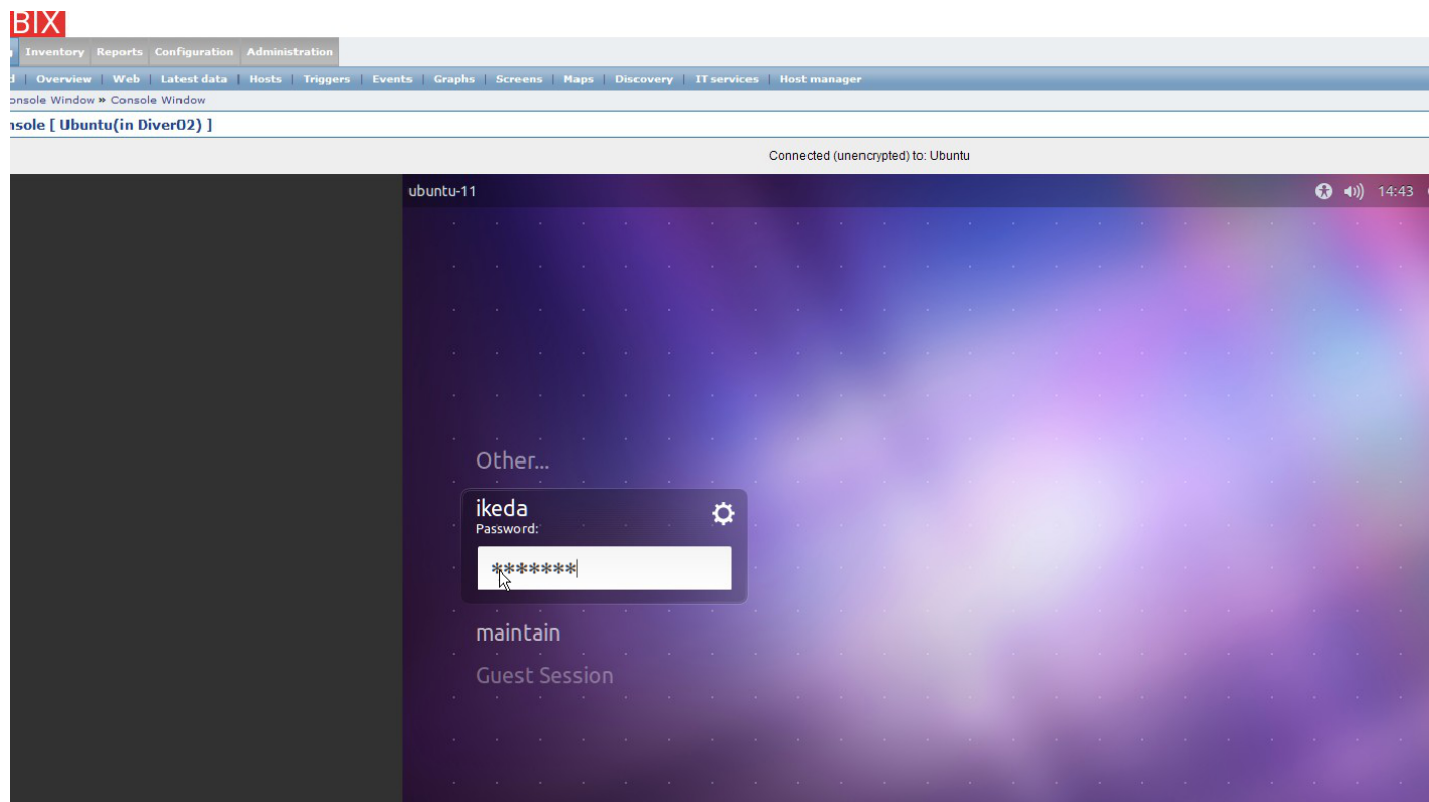 BIX
Inventory Reports Configuration Administration
d | Overview | Web | Latest data | Hosts | Triggers | Events | Graphs | Screens | Maps | Discovery | IT services | Host manager
onsole Window » Console Window
nsole [ Ubuntu(in Diver02) ]
Connected (unencrypted) to: Ubuntu
ubuntu-11 14:43
Other...
ikeda
Password:
*******
maintain
Guest Session